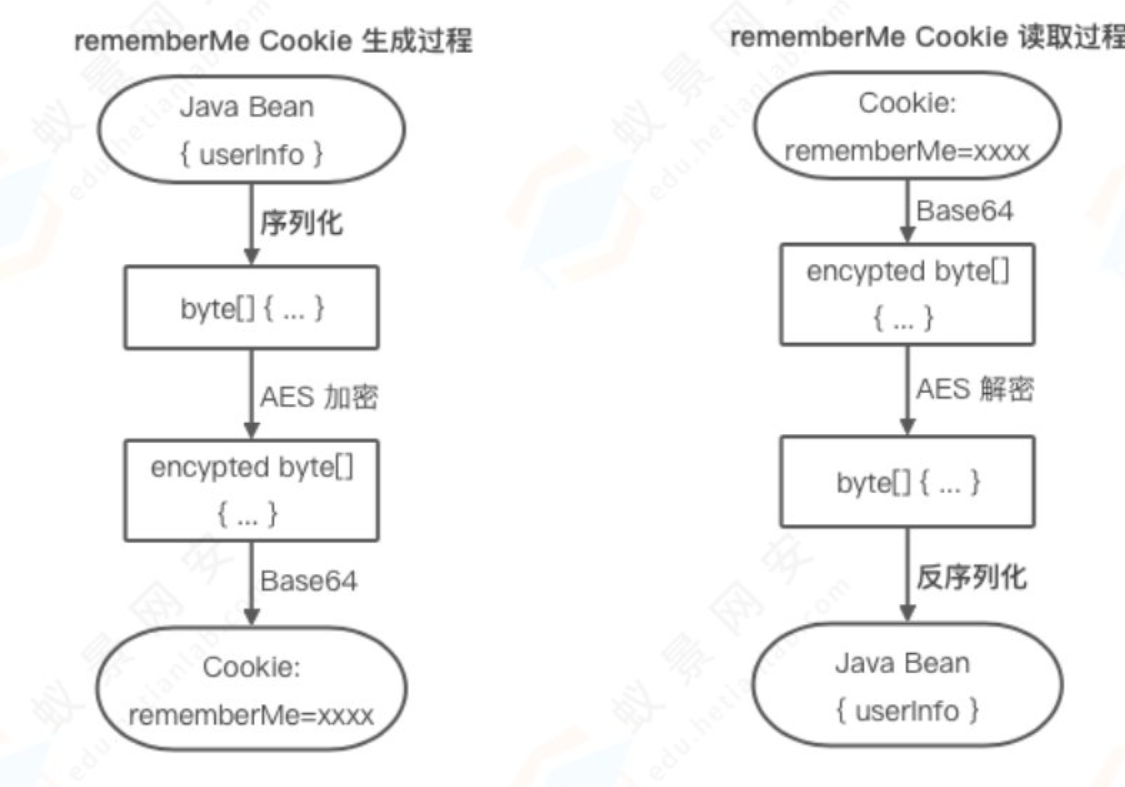 rememberMe Cookie 生成过程
Java Bean
{ userInfo }
序列化
byte[] { ... }
AES 加密
encypted byte[]
{ ... }
Base64
Cookie:
rememberMe=xxxx
rememberMe Cookie 读取过程
Cookie:
rememberMe=xxxx
Base64
encypted byte[]
{ ... }
AES 解密
byte[] { ... }
反序列化
Java Bean
{ userInfo }
蚁景网安
edu.hetianlab.com